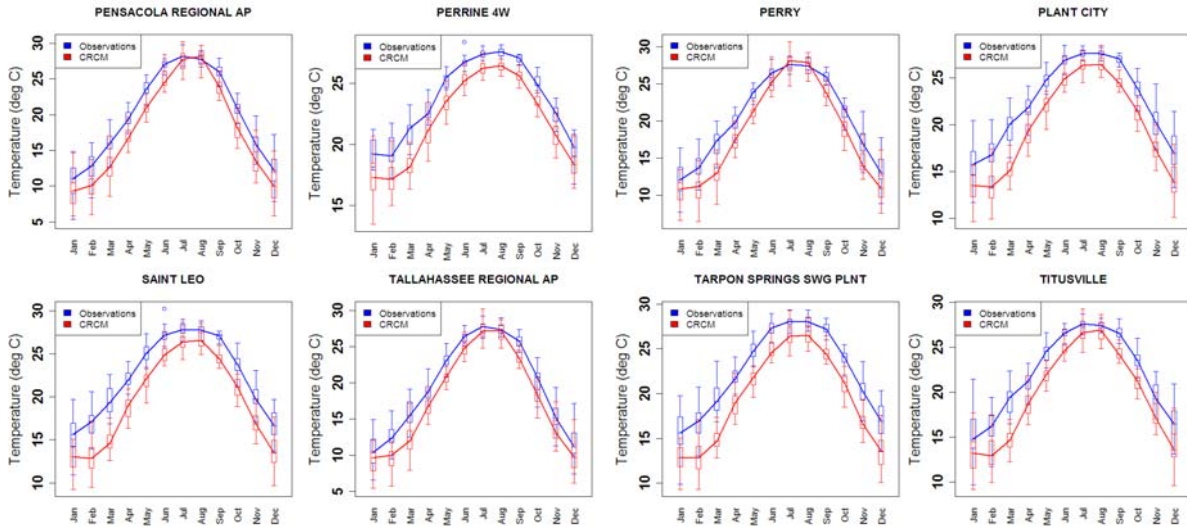 PENSACOLA REGIONAL AP
Temperature (deg C)
30
25
20
15
10
5
Observations
CRCM
Jan
Feb
Mar
Apr
May
Jun
Jul
Aug
Sep
Oct
Nov
Dec
PERRINE 4W
Temperature (deg C)
25
20
15
Observations
CRCM
Jan
Feb
Mar
Apr
May
Jun
Jul
Aug
Sep
Oct
Nov
Dec
PERRY
Temperature (deg C)
30
25
20
15
10
Observations
CRCM
Jan
Feb
Mar
Apr
May
Jun
Jul
Aug
Sep
Oct
Nov
Dec
PLANT CITY
Temperature (deg C)
25
20
15
10
Observations
CRCM
Jan
Feb
Mar
Apr
May
Jun
Jul
Aug
Sep
Oct
Nov
Dec
SAINT LEO
Temperature (deg C)
30
25
20
15
10
Observations
CRCM
Jan
Feb
Mar
Apr
May
Jun
Jul
Aug
Sep
Oct
Nov
Dec
TALLAHASSEE REGIONAL AP
Temperature (deg C)
30
25
20
15
10
5
Observations
CRCM
Jan
Feb
Mar
Apr
May
Jun
Jul
Aug
Sep
Oct
Nov
Dec
TARPON SPRINGS SWG PLNT
Temperature (deg C)
30
25
20
15
10
Observations
CRCM
Jan
Feb
Mar
Apr
May
Jun
Jul
Aug
Sep
Oct
Nov
Dec
TITUSVILLE
Temperature (deg C)
30
25
20
15
10
Observations
CRCM
Jan
Feb
Mar
Apr
May
Jun
Jul
Aug
Sep
Oct
Nov
Dec